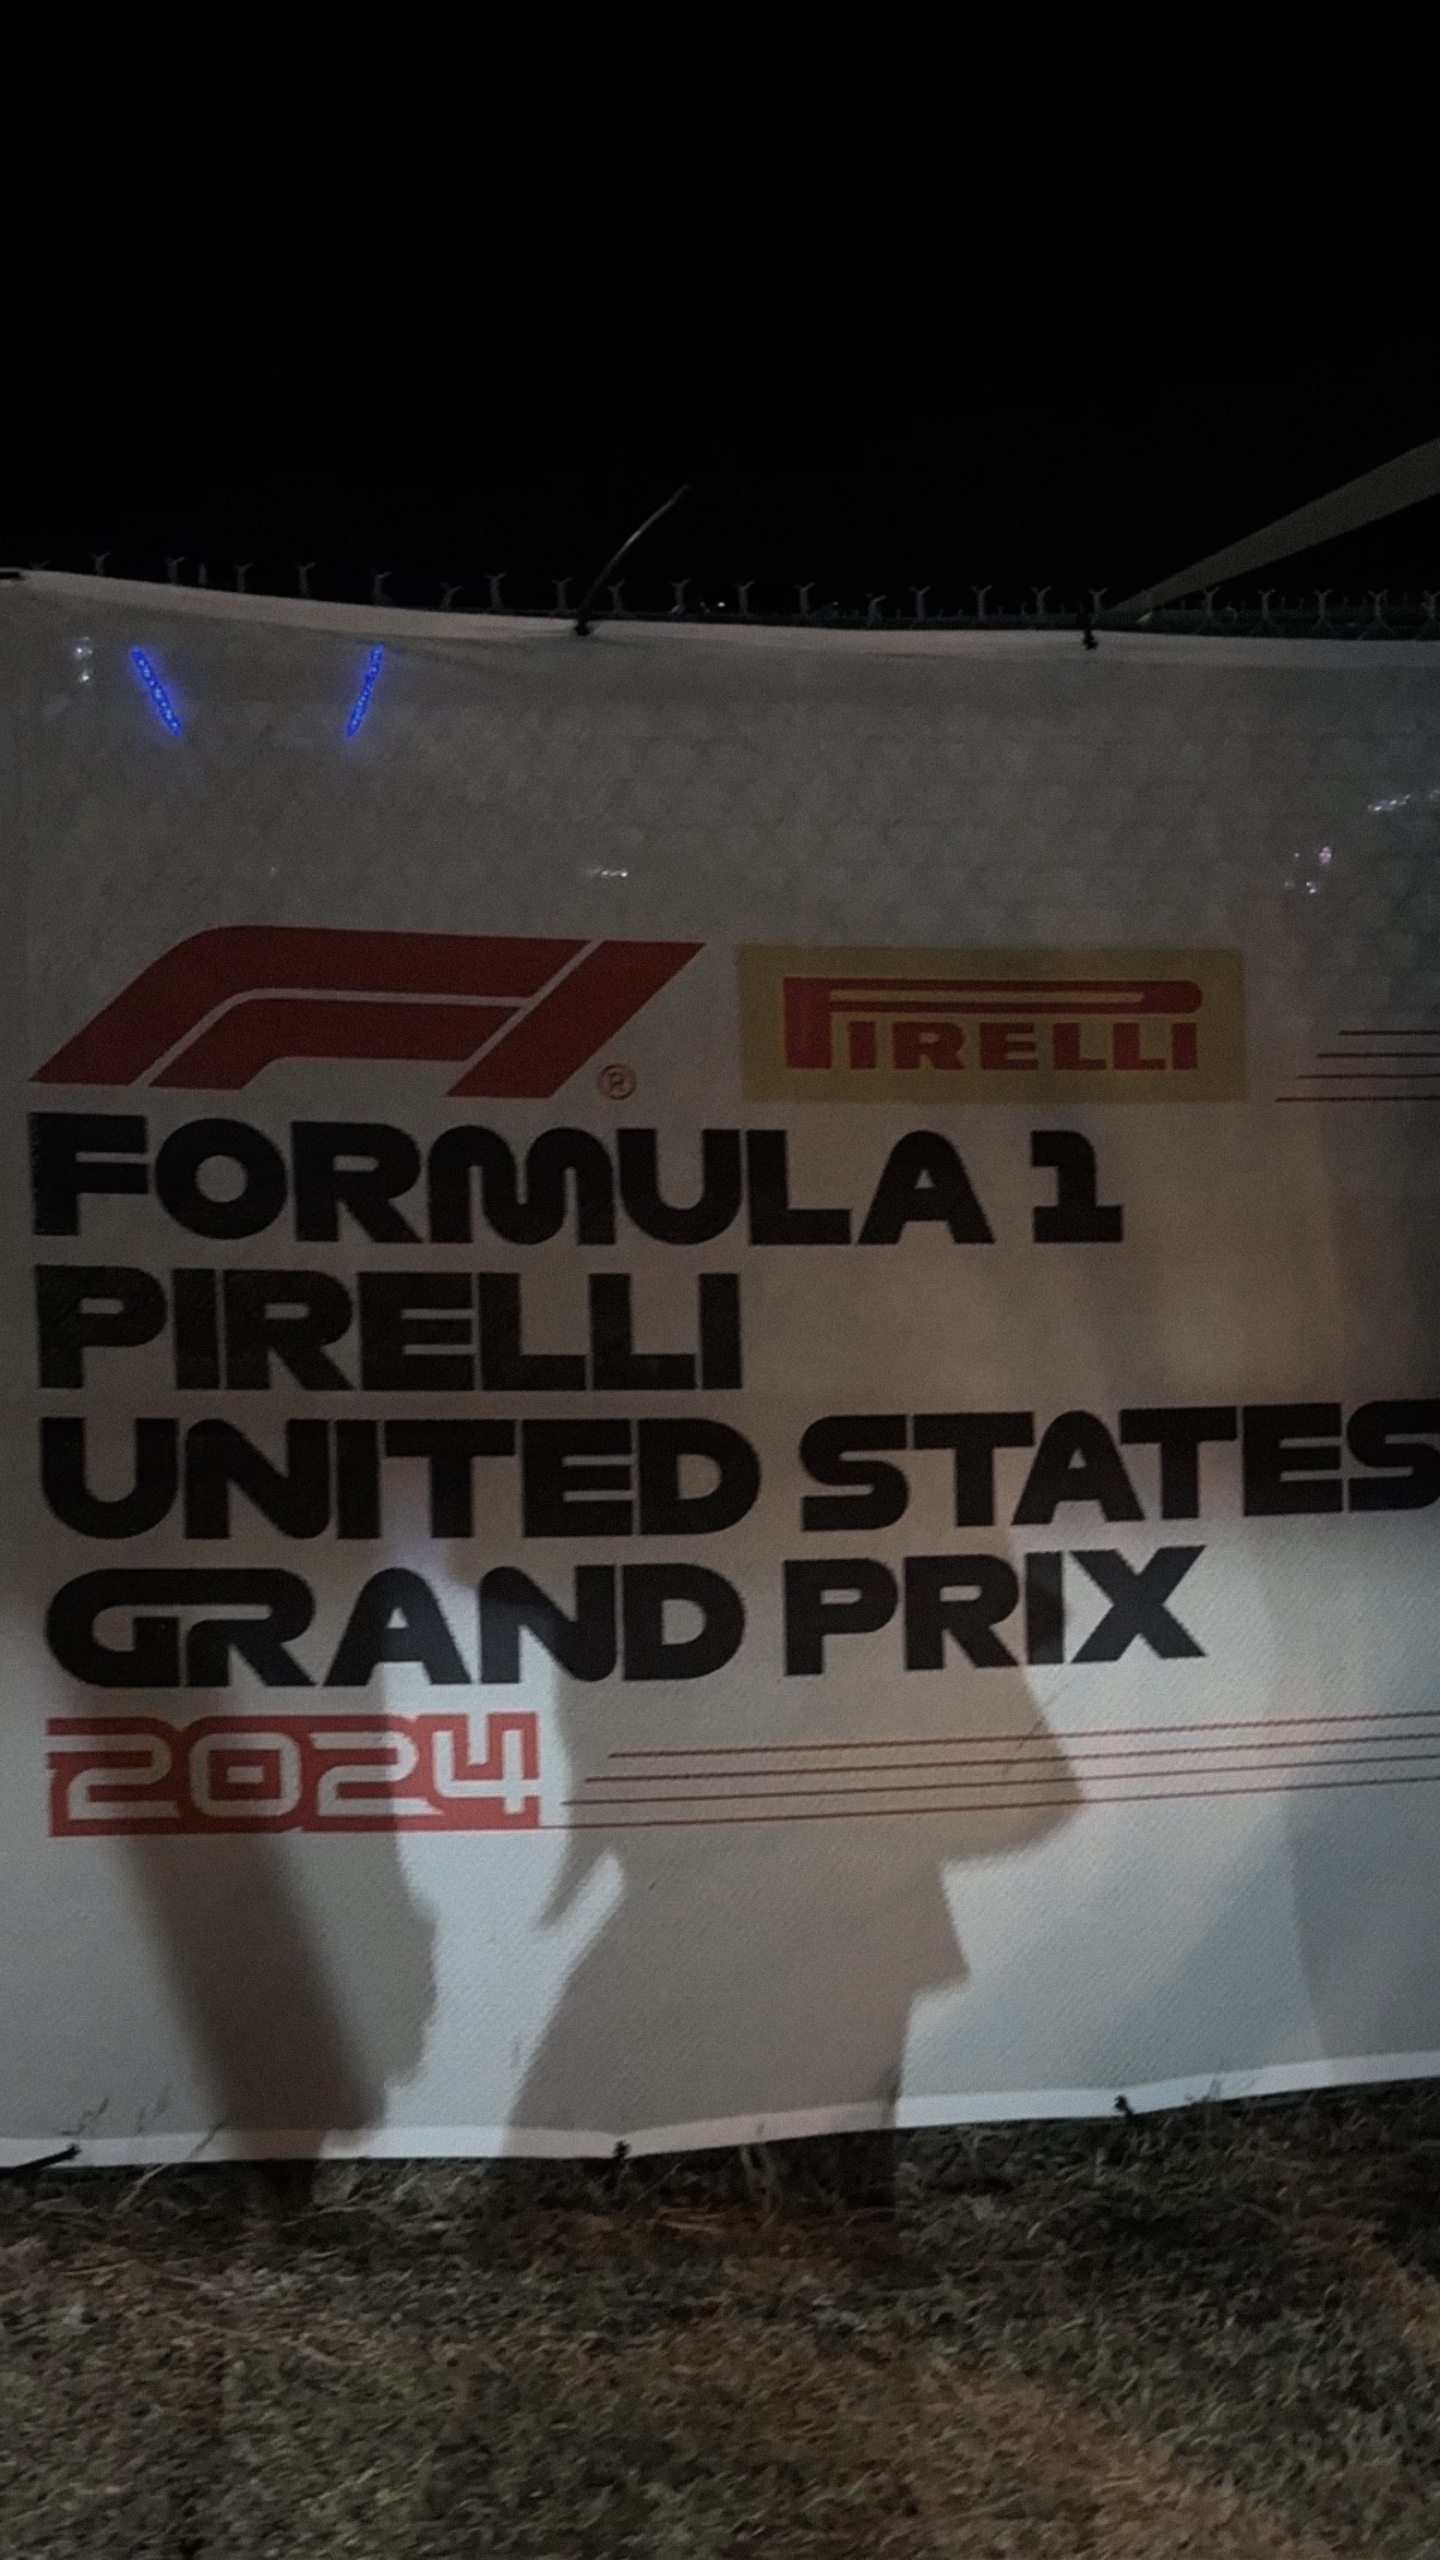 F1® PIRELLI
FORMULA 1
PIRELLI
UNITED STATES
GRAND PRIX
2024